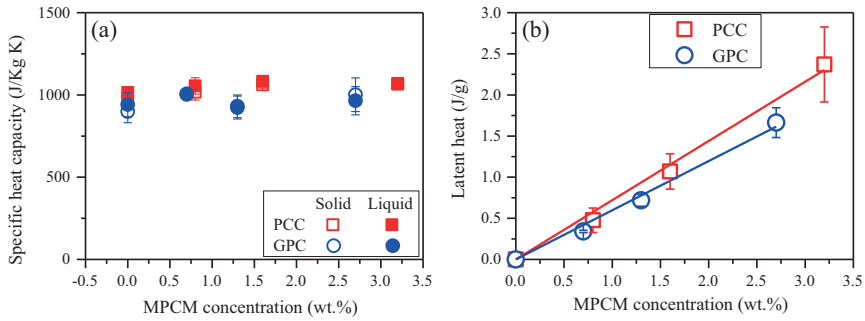 (a)
Specific heat capacity (J/Kg K)
1500
1000
500
0
Solid Liquid
PCC
GPC
-0.5 0.0 0.5 1.0 1.5 2.0 2.5 3.0 3.5
MPCM concentration (wt.%)
(b)
Latent heat (J/g)
3.0
2.5
2.0
1.5
1.0
0.5
0.0
PCC
GPC
0.0 0.5 1.0 1.5 2.0 2.5 3.0 3.5
MPCM concentration (wt.%)